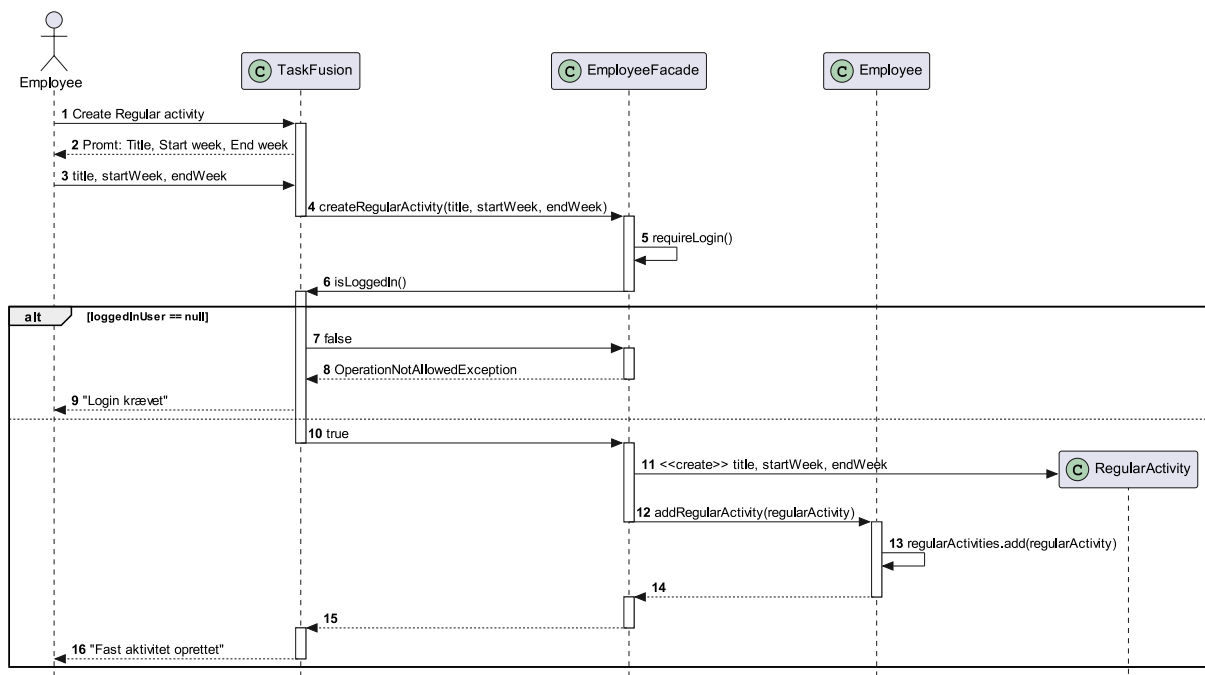 Employee
C TaskFusion
C EmployeeFacade
C Employee
1 Create Regular activity
2 Promt: Title, Start week, End week
3 title, startWeek, endWeek
4 createRegularActivity(title, startWeek, endWeek)
5 requireLogin()
6 isLoggedIn()
alt [loggedInUser == null]
7 false
8 OperationNotAllowedException
9 "Login krævet"
10 true
11 <<create>> title, startWeek, endWeek
C RegularActivity
12 addRegularActivity(regularActivity)
13 regularActivities.add(regularActivity)
14
15
16 "Fast aktivitet oprettet"